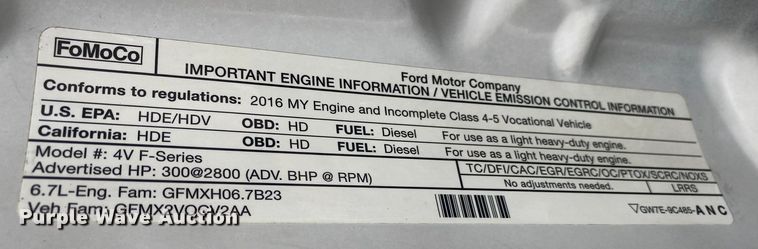 FoMoCo
Ford Motor Company
IMPORTANT ENGINE INFORMATION / VEHICLE EMISSION CONTROL INFORMATION
Conforms to regulations: 2016 MY Engine and Incomplete Class 4-5 Vocational Vehicle
U.S. EPA: HDE/HDV OBD: HD FUEL: Diesel For use as a light heavy-duty engine.
California: HDE OBD: HD FUEL: Diesel For use as a light heavy-duty engine.
Model #: 4V F-Series
TC/DFI/CAC/EGR/EGRC/OC/PTOX/SCRC/NOXS
Advertised HP: 300@2800 (ADV. BHP @ RPM)
No adjustments needed. LRRS
6.7L-Eng. Fam: GFMXH06.7B23
Veh Fam: GFMX2VOCV2AA
GW7E-9C485-ANC
Purple Wave Auction